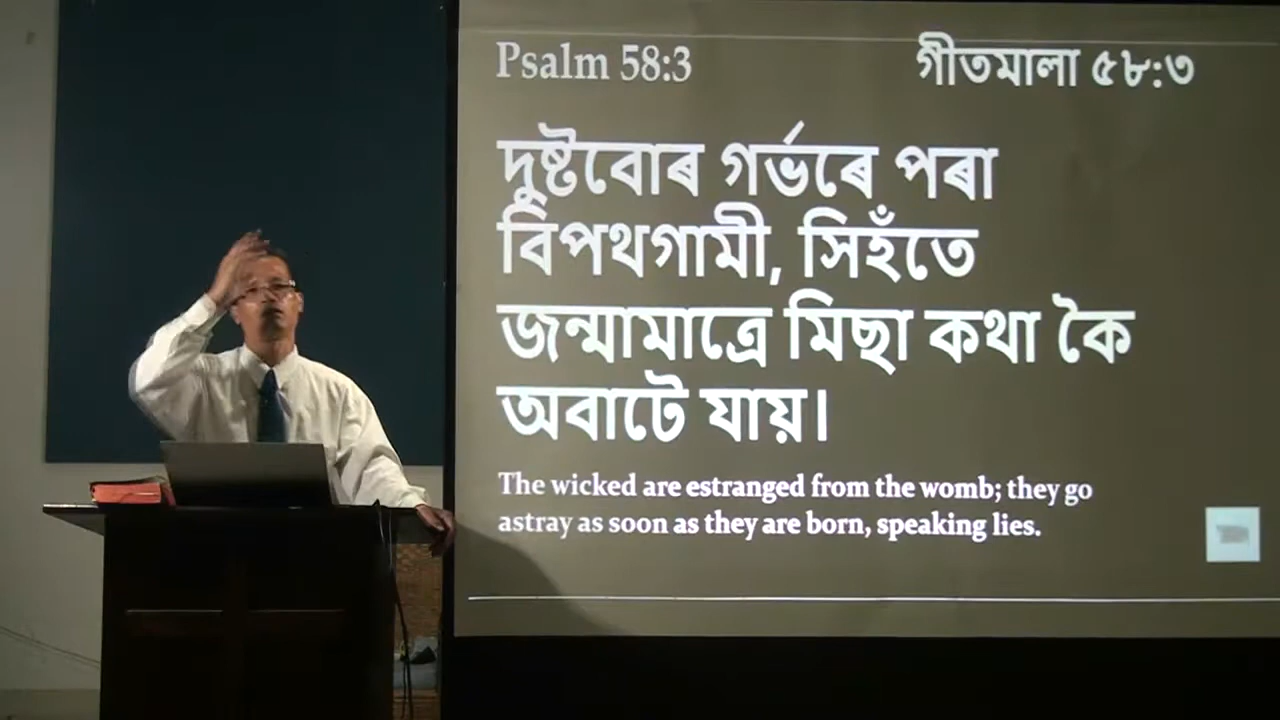 Psalm 58:3
গীতমালা ৫৮:৩
দুষ্টবোৰ গৰ্ভৰে পৰা
বিপথগামী, সিহঁতে
জন্মামাত্ৰে মিছা কথা কৈ
অবাটে যায়।
The wicked are estranged from the womb; they go
astray as soon as they are born, speaking lies.